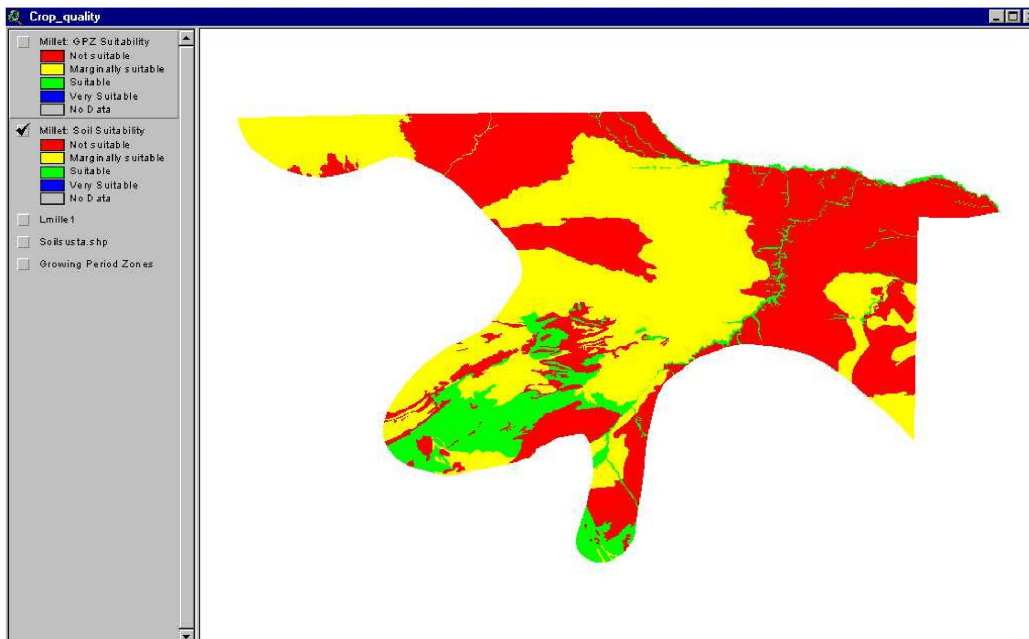 Crop_quality
Millet: GPZ Suitability
Not suitable
Marginally suitable
Suitable
Very Suitable
No Data
Millet: Soil Suitability
Not suitable
Marginally suitable
Suitable
Very Suitable
No Data
Lmille1
Soilsusta.shp
Growing Period Zones